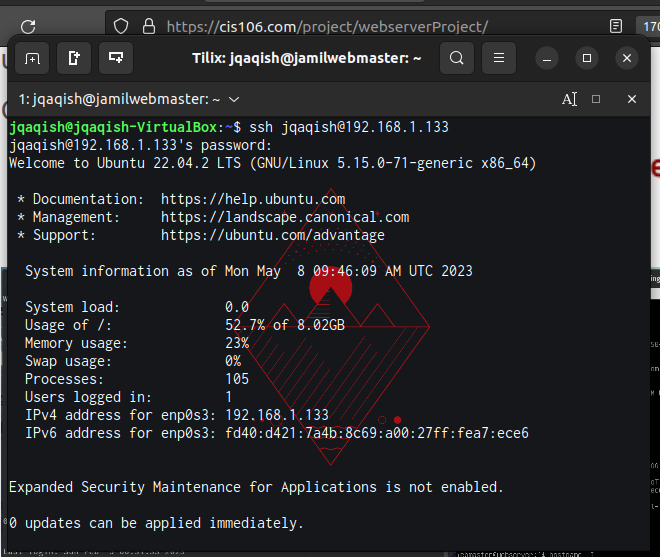 https://cis106.com/project/webserverProject/
170
Tilix: jqaqish@jamilwebmaster: ~
1: jqaqish@jamilwebmaster: ~
jqaqish@jqaqish-VirtualBox:~$ ssh jqaqish@192.168.1.133
jqaqish@192.168.1.133's password:
Welcome to Ubuntu 22.04.2 LTS (GNU/Linux 5.15.0-71-generic x86_64)
* Documentation:  https://help.ubuntu.com
* Management:     https://landscape.canonical.com
* Support:        https://ubuntu.com/advantage
System information as of Mon May  8 09:46:09 AM UTC 2023
System load:             0.0
Usage of /:              52.7% of 8.02GB
Memory usage:            23%
Swap usage:              0%
Processes:               105
Users logged in:         1
IPv4 address for enp0s3: 192.168.1.133
IPv6 address for enp0s3: fd40:d421:7a4b:8c69:a00:27ff:fea7:ece6
Expanded Security Maintenance for Applications is not enabled.
0 updates can be applied immediately.